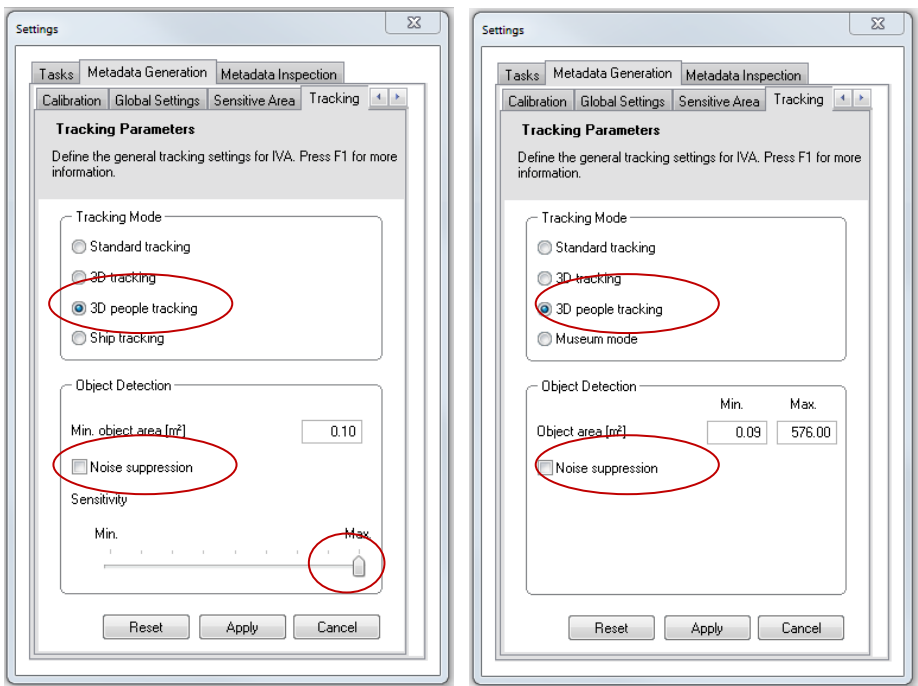 Settings
Tasks Metadata Generation Metadata Inspection
Calibration Global Settings Sensitive Area Tracking
Tracking Parameters
Define the general tracking settings for IVA. Press F1 for more
information.
Tracking Mode
Standard tracking
3D tracking
3D people tracking
Ship tracking
Object Detection
Min. object area [m²] 0.10
Noise suppression
Sensitivity
Min. Max.
Reset Apply Cancel
Settings
Tasks Metadata Generation Metadata Inspection
Calibration Global Settings Sensitive Area Tracking
Tracking Parameters
Define the general tracking settings for IVA. Press F1 for more
information.
Tracking Mode
Standard tracking
3D tracking
3D people tracking
Museum mode
Object Detection
Min. Max.
Object area [m²] 0.09 576.00
Noise suppression
Reset Apply Cancel